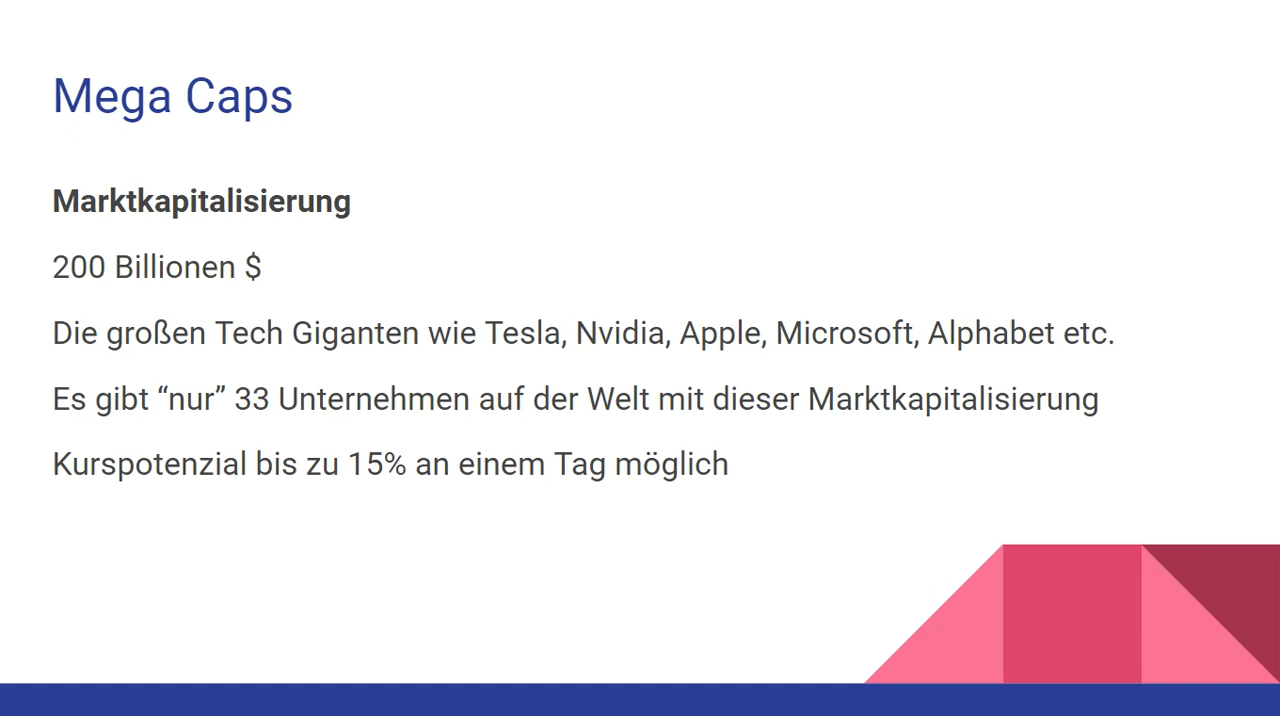 Mega Caps
Marktkapitalisierung
200 Billionen $
Die großen Tech Giganten wie Tesla, Nvidia, Apple, Microsoft, Alphabet etc.
Es gibt “nur” 33 Unternehmen auf der Welt mit dieser Marktkapitalisierung
Kurspotenzial bis zu 15% an einem Tag möglich